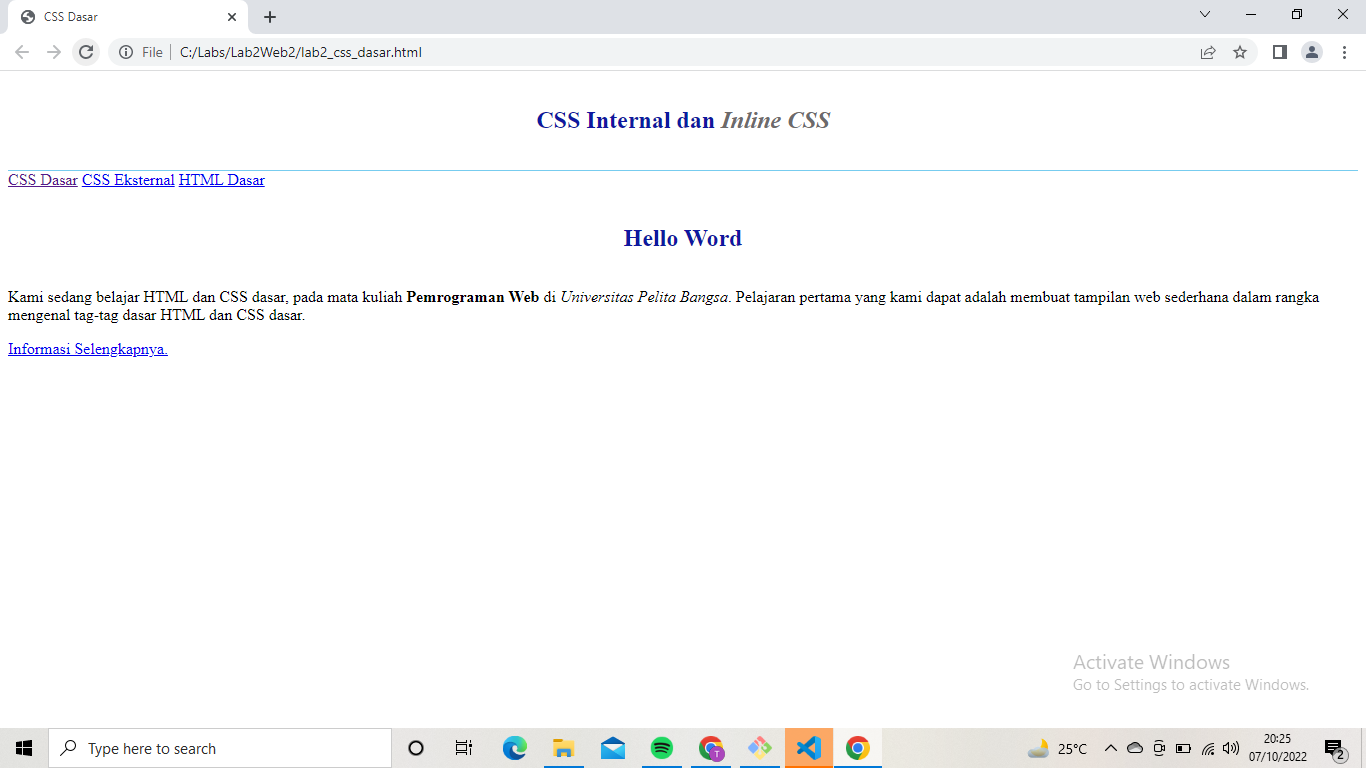 CSS Dasar
File
C:/Labs/Lab2Web2/lab2_css_dasar.html
CSS Internal dan Inline CSS
CSS Dasar CSS Eksternal HTML Dasar
Hello Word
Kami sedang belajar HTML dan CSS dasar, pada mata kuliah Pemrograman Web di Universitas Pelita Bangsa. Pelajaran pertama yang kami dapat adalah membuat tampilan web sederhana dalam rangka
mengenal tag-tag dasar HTML dan CSS dasar.
Informasi Selengkapnya.
Activate Windows
Go to Settings to activate Windows.
Type here to search
T
25°C
20:25
07/10/2022
2